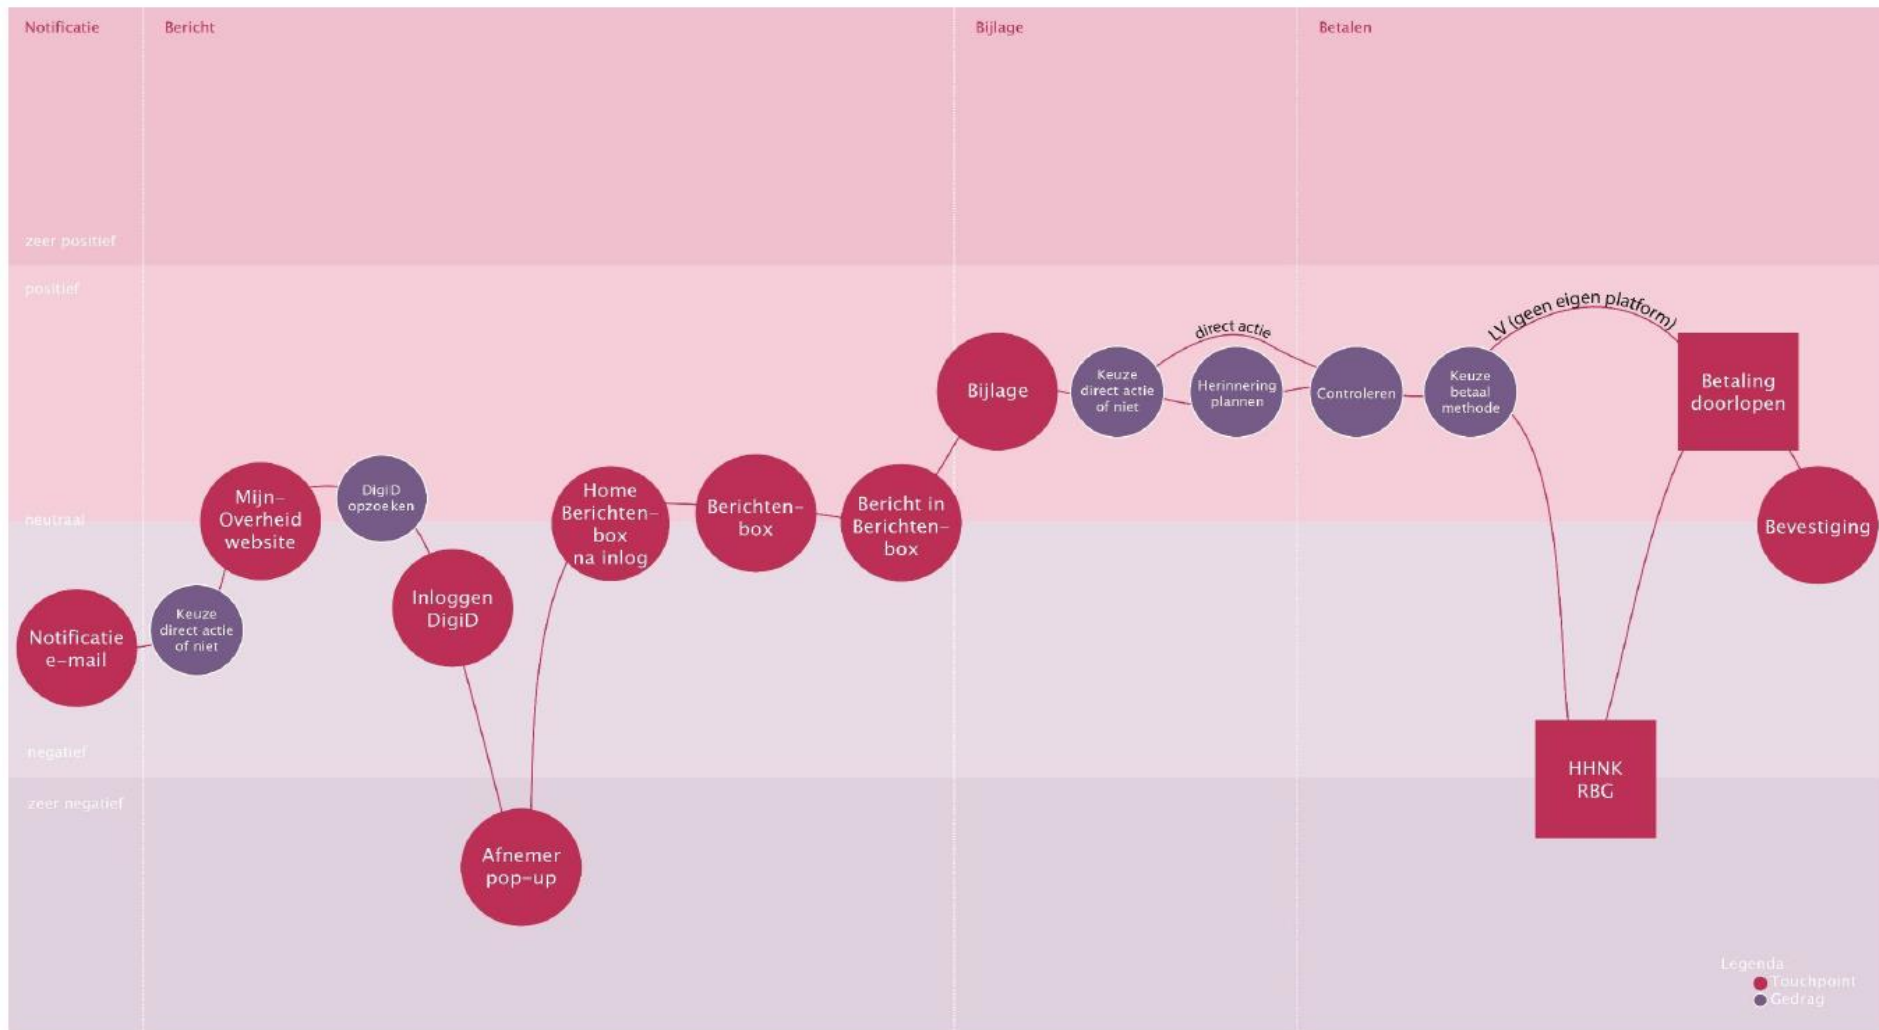 Notificatie
Bericht
Bijlage
Betalen
zeer positief
positief
neutraal
negatief
zeer negatief
Notificatie
e-mail
Keuze
direct actie
of niet
Mijn-
Overheid
website
DigiD
opzoeken
Inloggen
DigiD
Afnemer
pop-up
Home
Berichten-
box
na inlog
Berichten-
box
Bericht in
Berichten-
box
Bijlage
Keuze
direct actie
of niet
direct actie
Herinnering
plannen
Controleren
Keuze
betaal
methode
LV (geen eigen platform)
HHNK
RBG
Betaling
doorlopen
Bevestiging
Legenda
Touchpoint
Gedrag